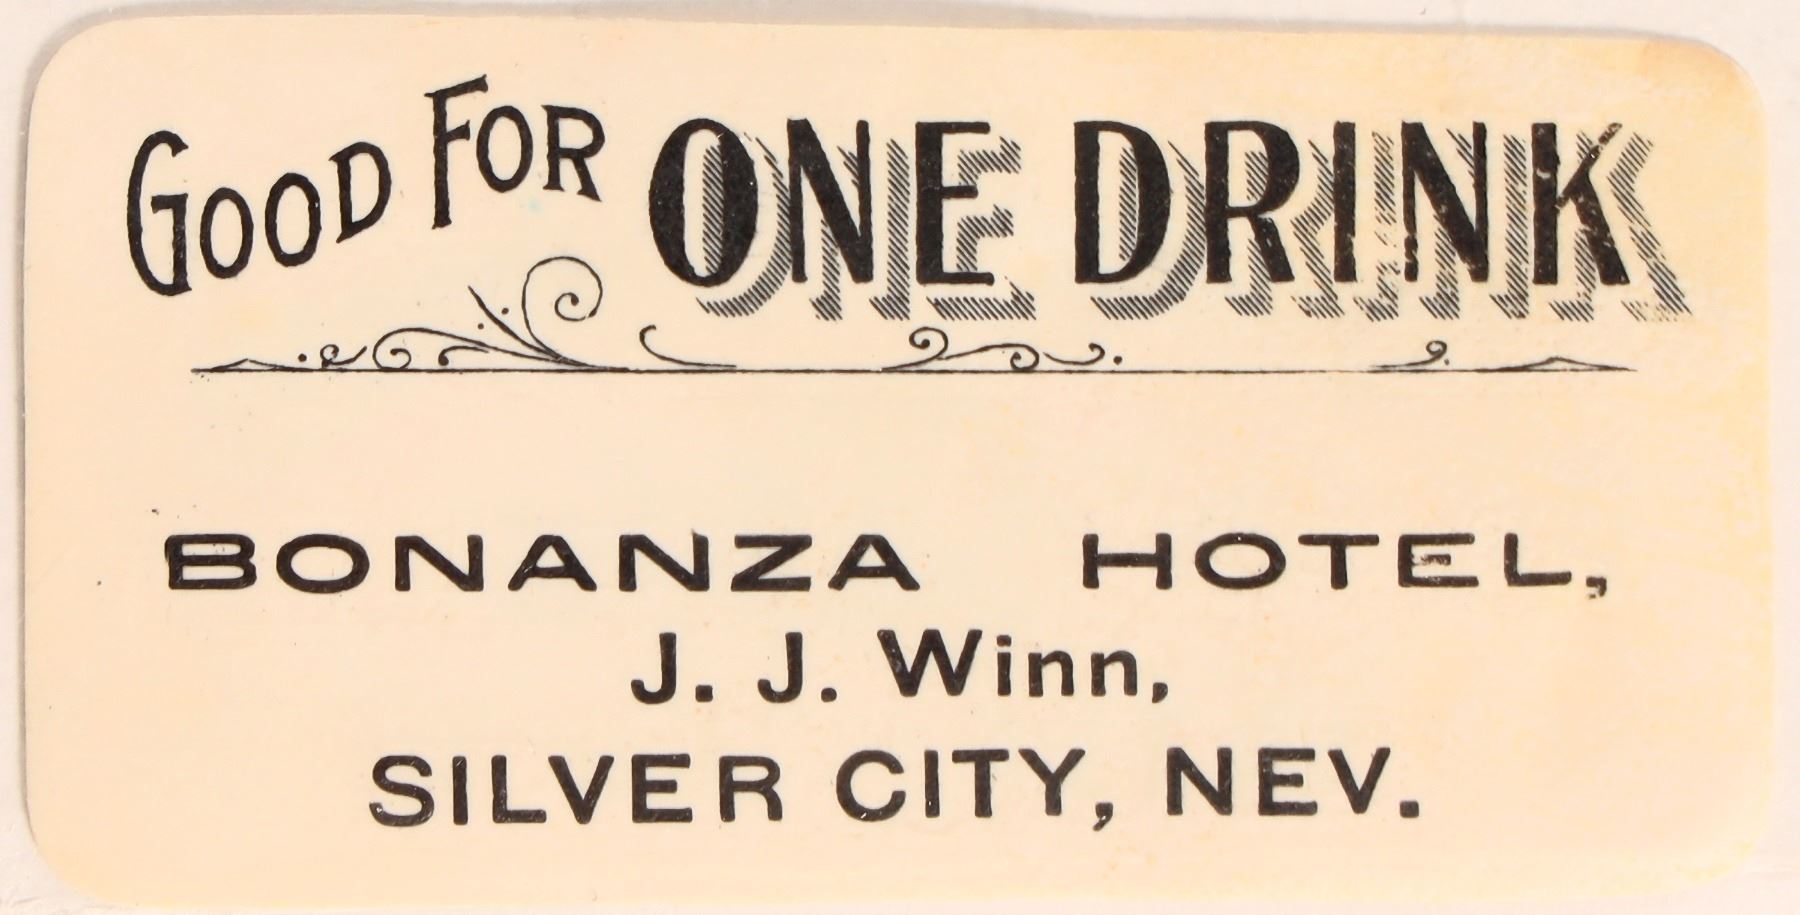 GOOD FOR ONE DRINK
BONANZA HOTEL,
J. J. Winn,
SILVER CITY, NEV.